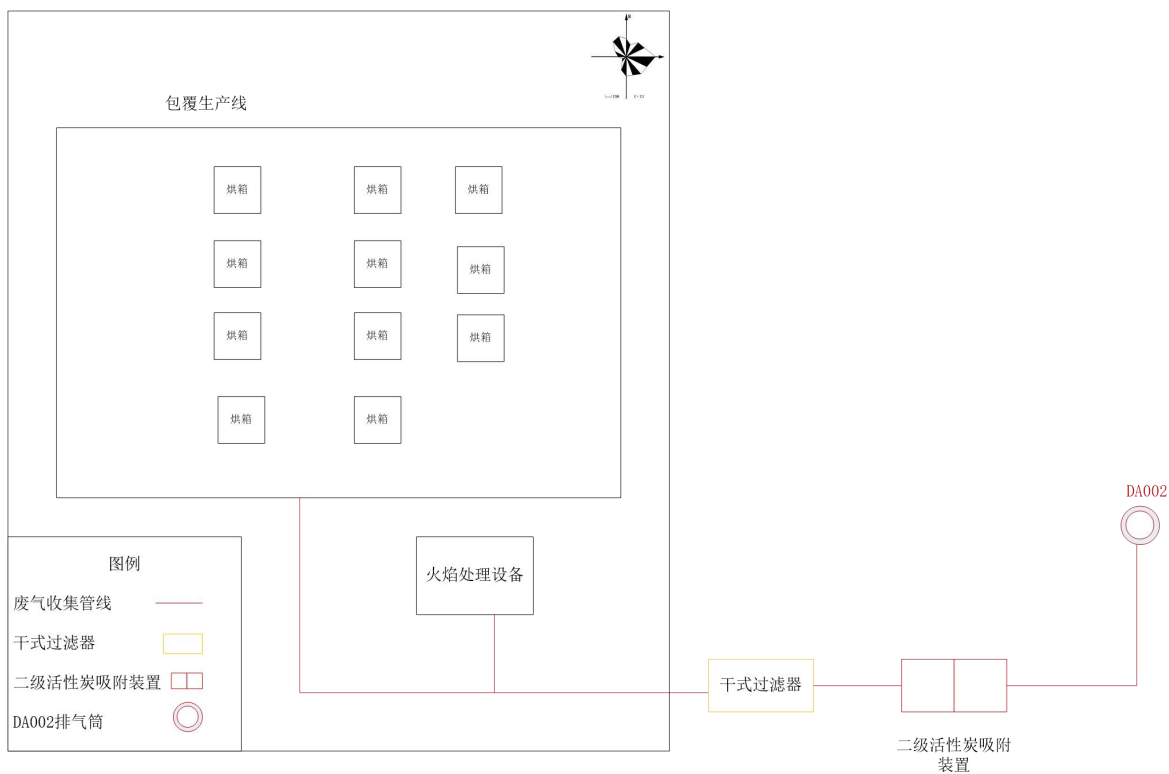 包覆生产线
烘箱 烘箱 烘箱
烘箱 烘箱 烘箱
烘箱 烘箱 烘箱
烘箱 烘箱
DA002
图例
废气收集管线
干式过滤器
二级活性炭吸附装置
DA002排气筒
火焰处理设备
干式过滤器
二级活性炭吸附
装置